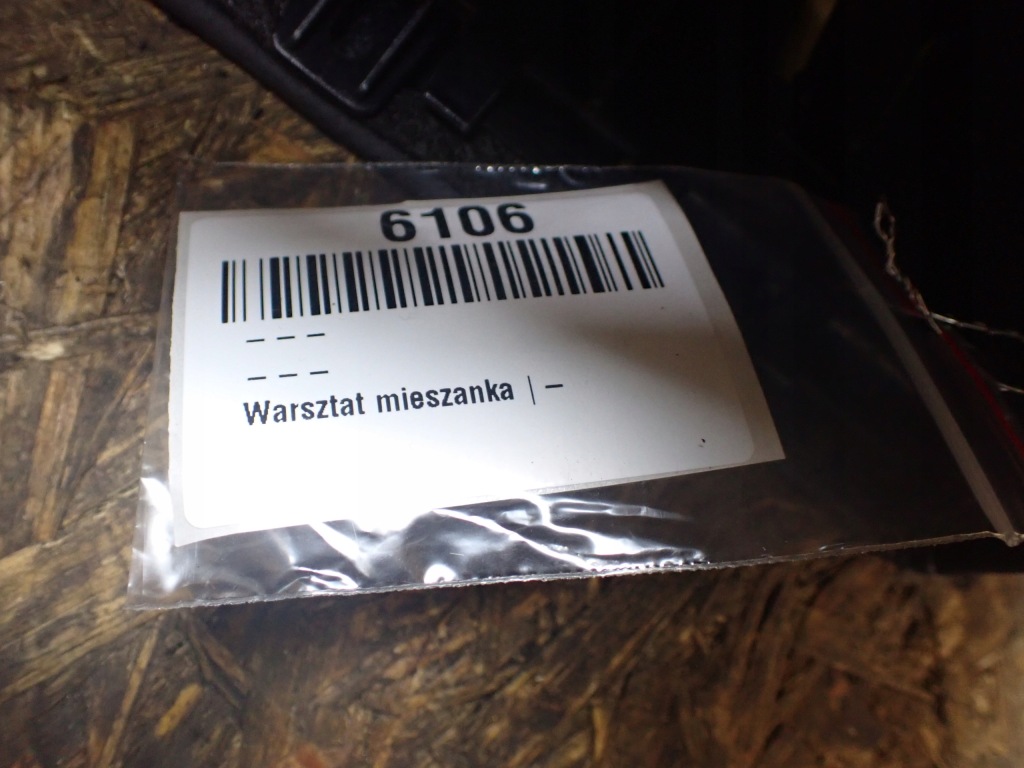 6106
– – –
– – –
Warsztat mieszanka | –